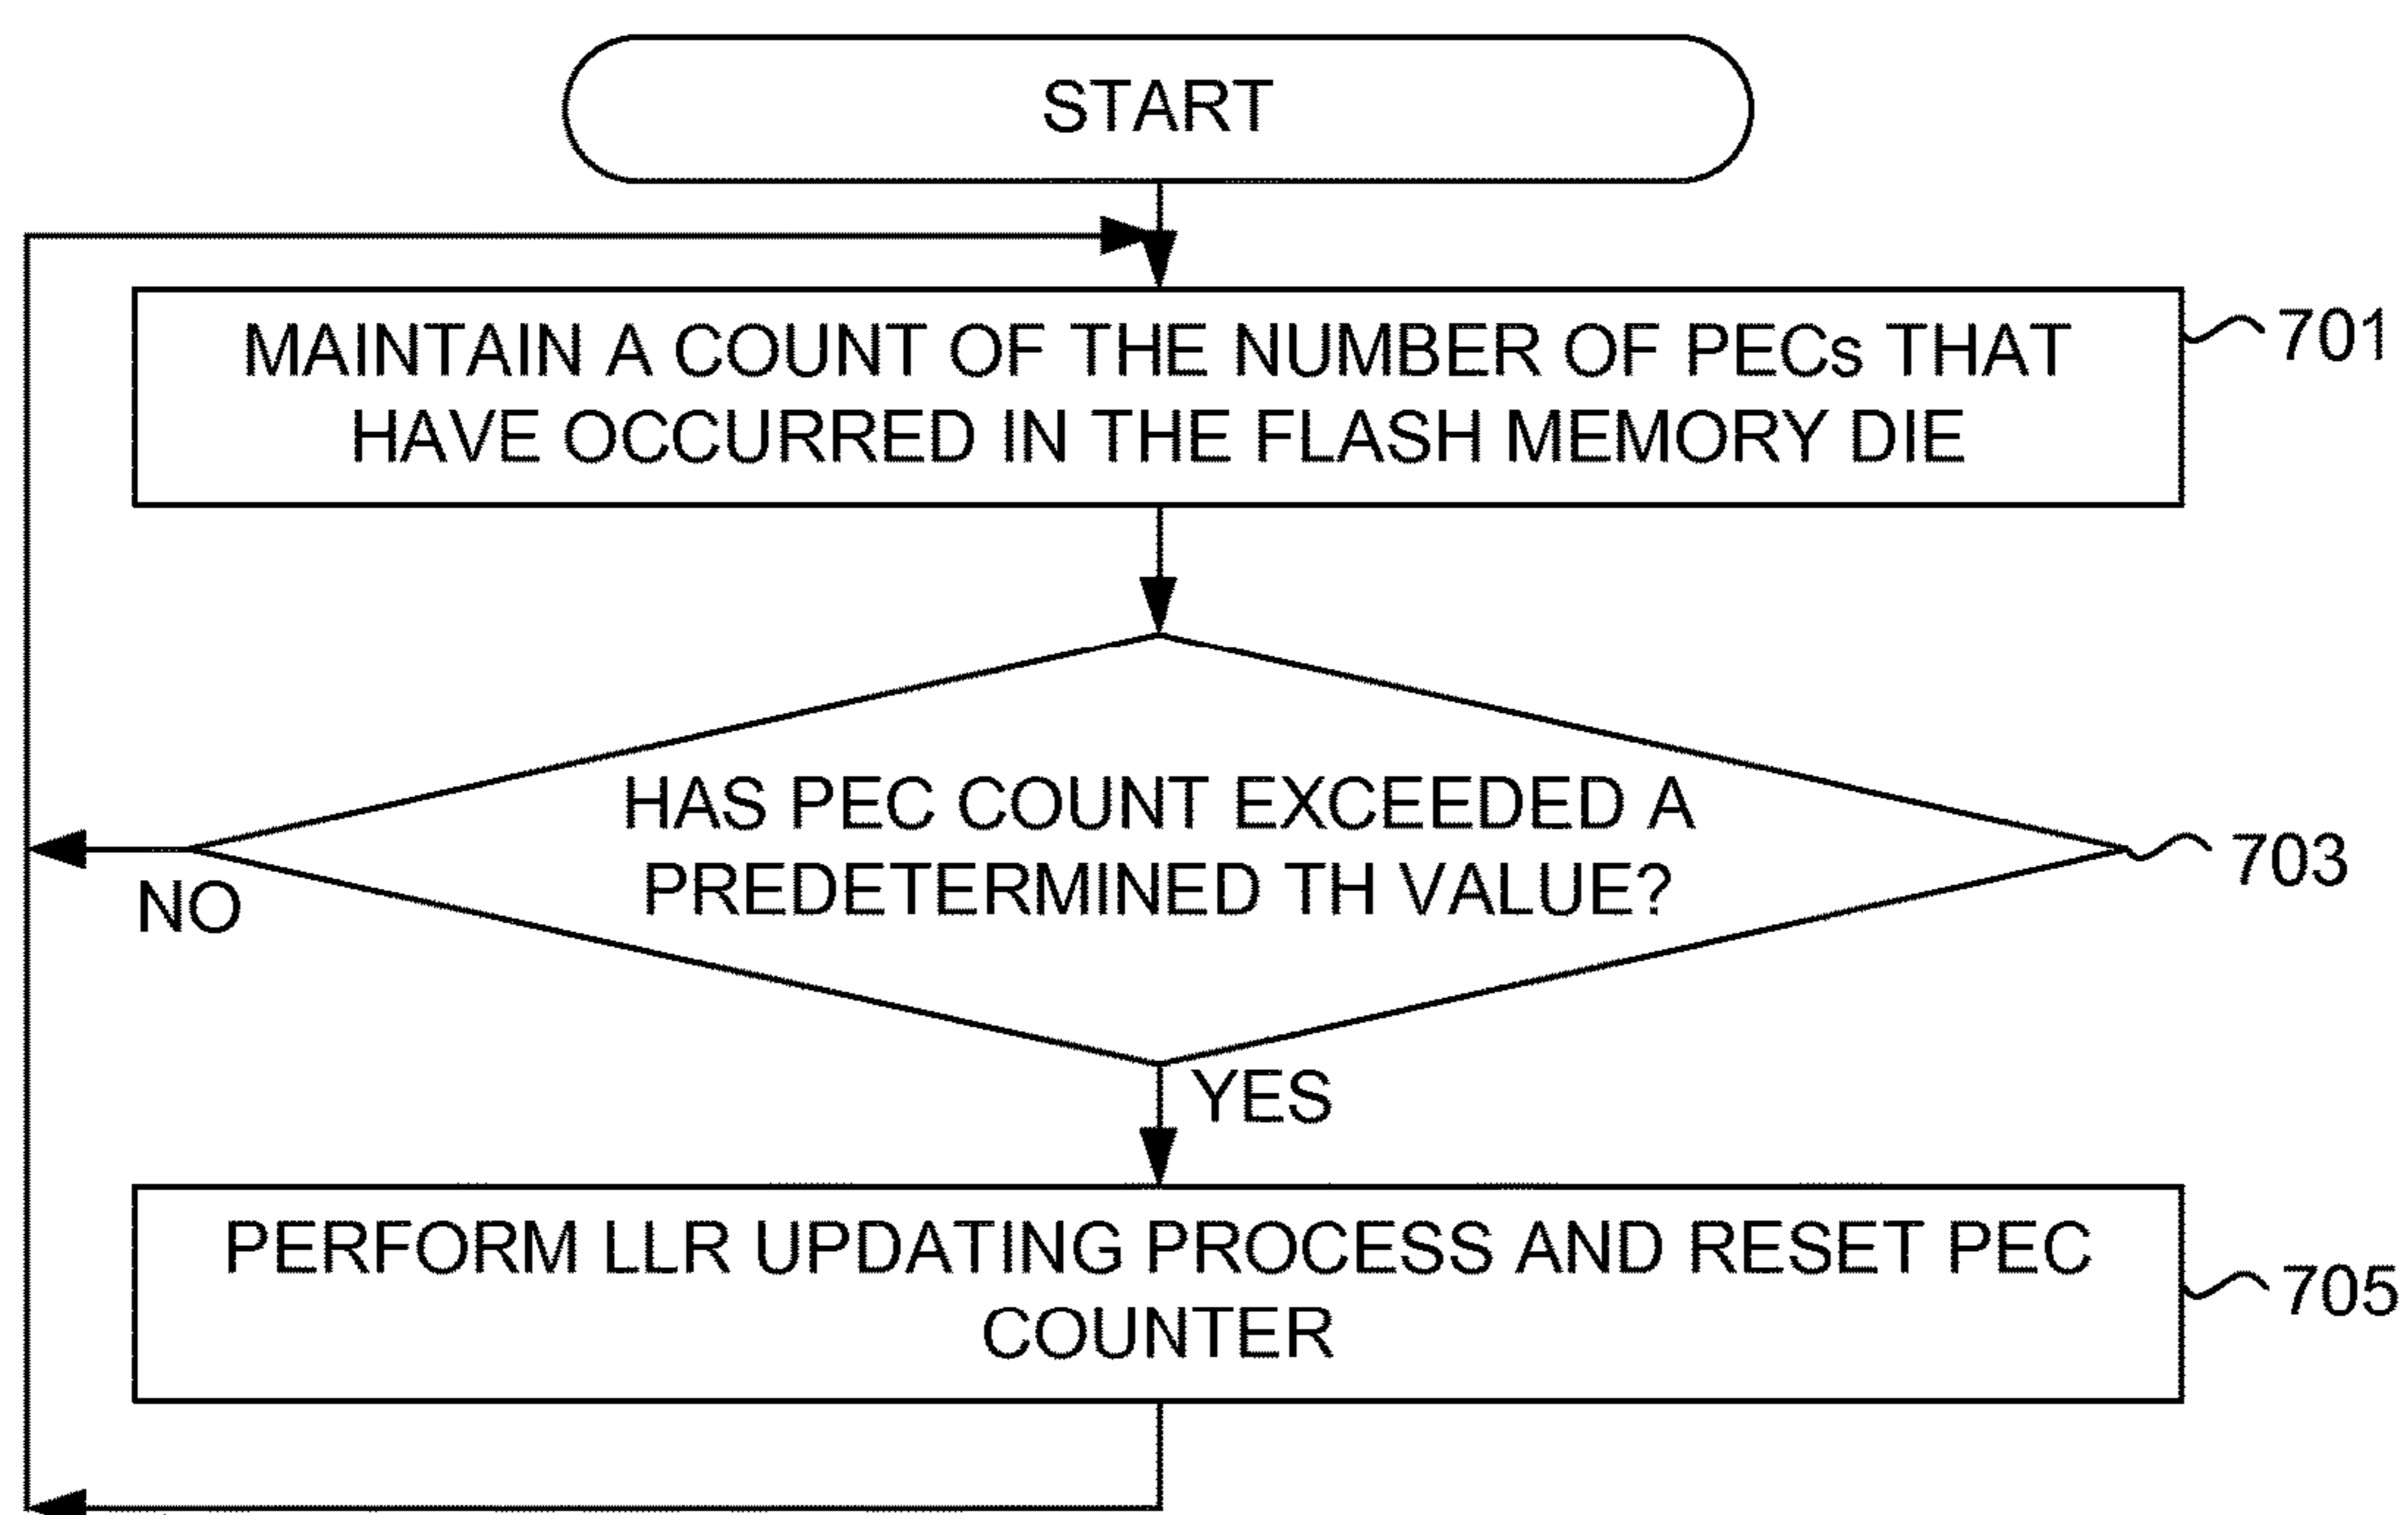 START
MAINTAIN A COUNT OF THE NUMBER OF PECs THAT
HAVE OCCURRED IN THE FLASH MEMORY DIE
701
HAS PEC COUNT EXCEEDED A
PREDETERMINED TH VALUE?
703
NO
YES
PERFORM LLR UPDATING PROCESS AND RESET PEC
COUNTER
705